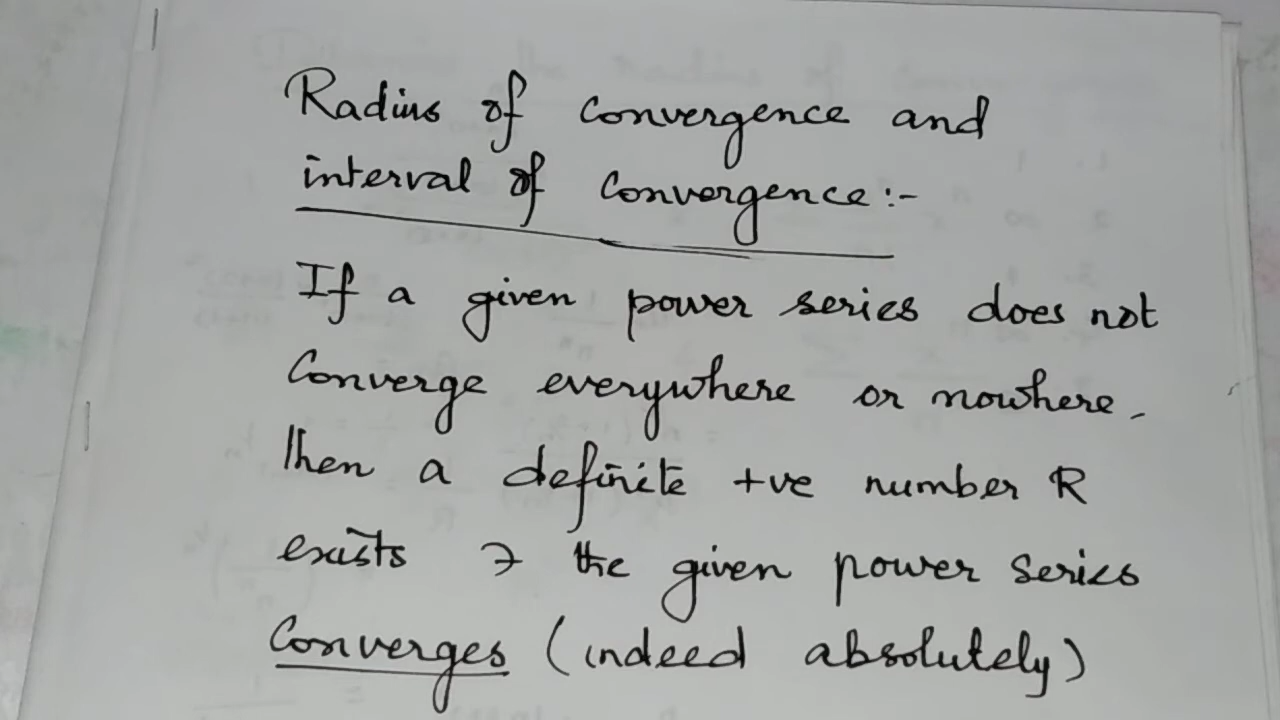 Radius of convergence and
interval of convergence:-
If a given power series does not
Converge everywhere or nowhere.
Then a definite +ve number R
exists ∋ the given power series
Converges (indeed absolutely)